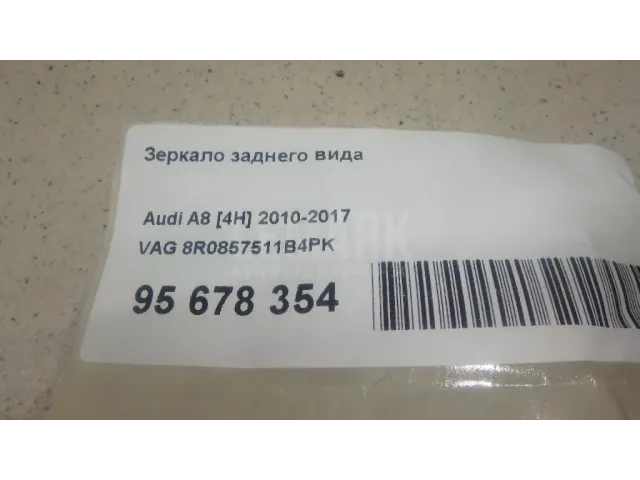 Зеркало заднего вида
Audi A8 [4H] 2010-2017
VAG 8R0857511B4PK
95 678 354